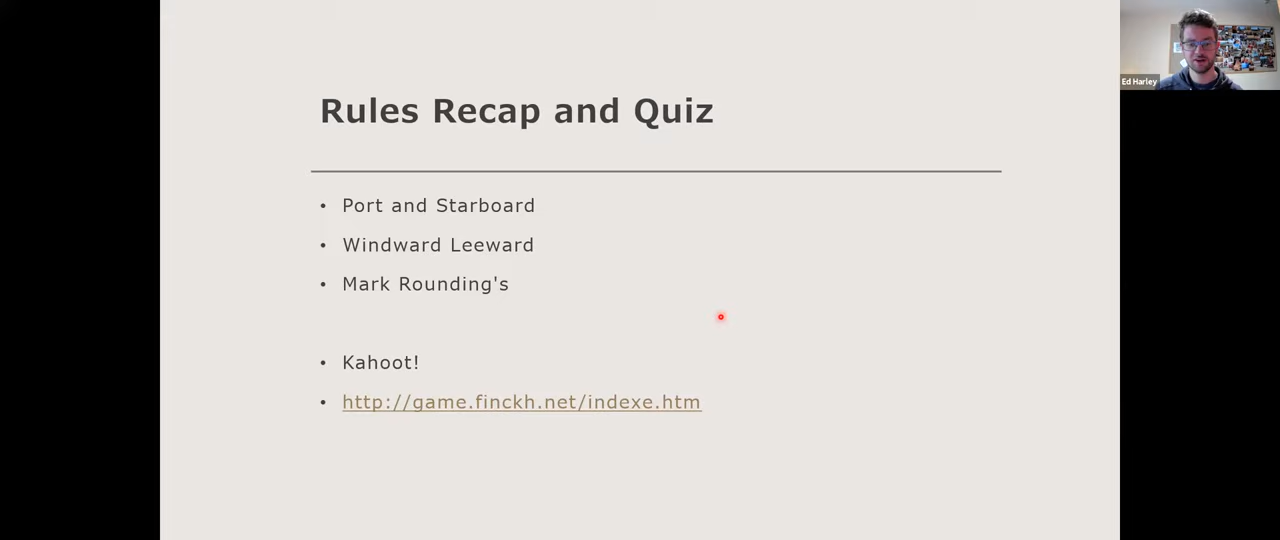 Rules Recap and Quiz
• Port and Starboard
• Windward Leeward
• Mark Rounding's
• Kahoot!
• http://game.finckh.net/indexe.htm
Ed Harley